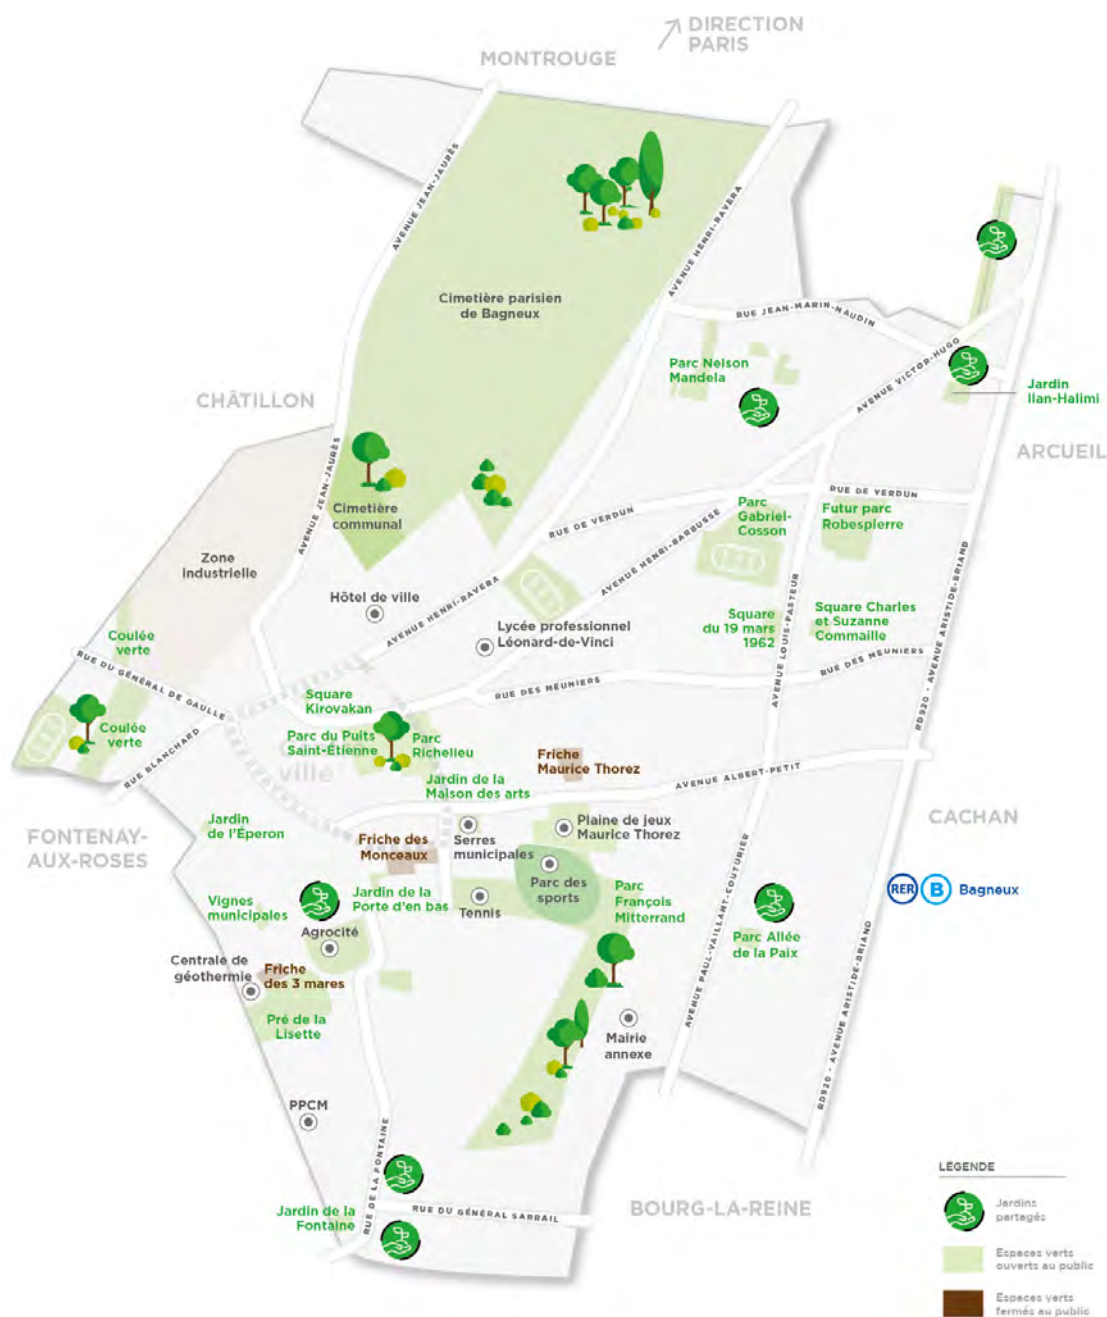 DIRECTION
PARIS
MONTROUGE
AVENUE JEAN-JAURÈS
AVENUE HENRI-RAVERA
Cimetière parisien
de Bagneux
RUE JEAN-MARIN-NAUDIN
AVENUE VICTOR-HUGO
Parc Nelson
Mandela
Jardin
Ilan-Halimi
CHÂTILLON
ARCUEIL
AVENUE JEAN-JAURÈS
Cimetière
communal
RUE DE VERDUN
RUE DE VERDUN
Parc
Gabriel-
Cosson
Futur parc
Robespierre
AVENUE HENRI-BARBUSSE
Zone
industrielle
Hôtel de ville
AVENUE HENRI-RAVERA
Lycée professionnel
Léonard-de-Vinci
Square
du 19 mars
1962
AVENUE LOUIS-PASTEUR
Square Charles
et Suzanne
Commaille
RD920 - AVENUE ARISTIDE-BRIAND
Coulée
verte
RUE DU GÉNÉRAL DE GAULLE
RUE DES MEUNIERS
RUE DES MEUNIERS
Square
Kirovakan
Coulée
verte
RUE BLANCHARD
Parc du Puits
Saint-Étienne
Parc
Richelieu
ville
Friche
Maurice Thorez
Jardin de la
Maison des arts
AVENUE ALBERT-PETIT
FONTENAY-
AUX-ROSES
Jardin
de l'Éperon
Friche des
Monceaux
Serres
municipales
Plaine de jeux
Maurice Thorez
CACHAN
Parc des
sports
Parc
François
Mitterrand
AVENUE PAUL-VAILLANT-COUTURIER
RER B Bagneux
Vignes
municipales
Jardin de la
Porte d'en bas
Tennis
Agrocité
Parc Allée
de la Paix
Centrale de
géothermie
Friche
des 3 mares
Pré de la
Lisette
Mairie
annexe
RD920 - AVENUE ARISTIDE-BRIAND
PPCM
RUE DE LA FONTAINE
Jardin de la
Fontaine
RUE DU GÉNÉRAL SARRAIL
BOURG-LA-REINE
LÉGENDE
Jardins
partagés
Espaces verts
ouverts au public
Espaces verts
fermés au public